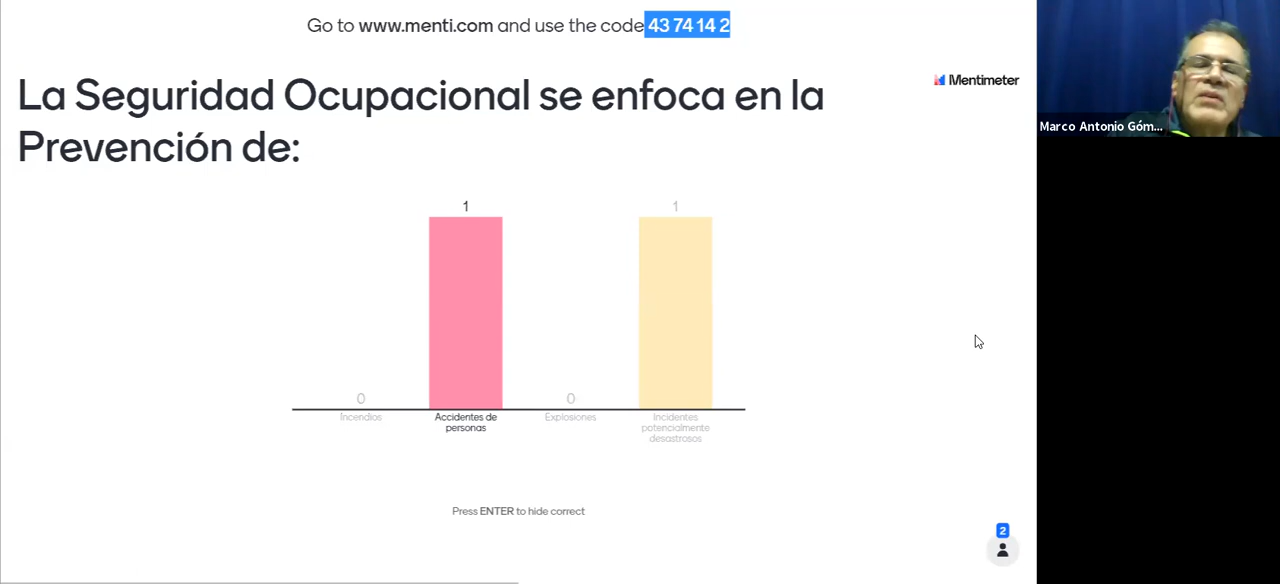 Go to www.menti.com and use the code 43 74 14 2
Mentimeter
La Seguridad Ocupacional se enfoca en la
Prevención de:
Marco Antonio Góm...
1
1
0
0
Incendios
Accidentes de
personas
Explosiones
Incidentes
potencialmente
desastrosos
Press ENTER to hide correct
2